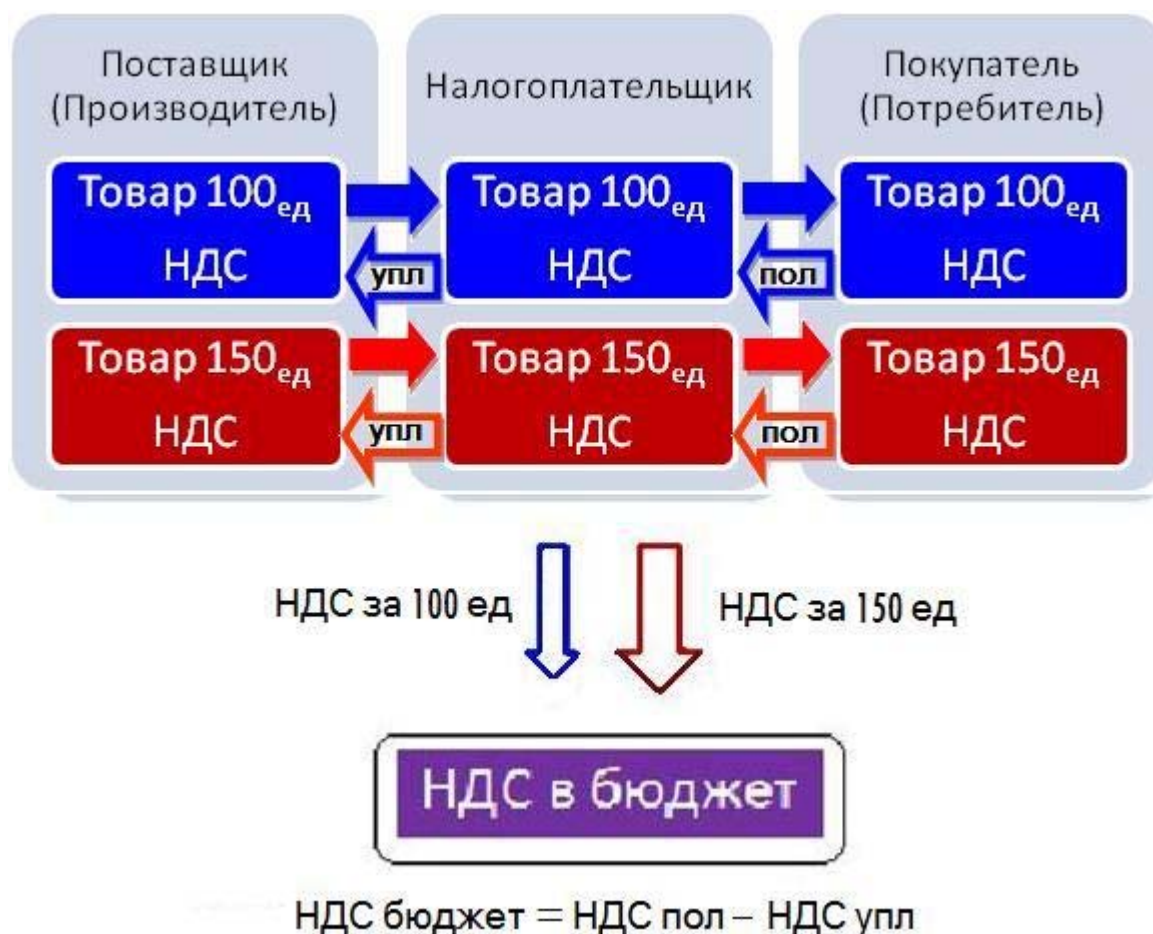 Поставщик
(Производитель)
Налогоплательщик
Покупатель
(Потребитель)
Товар 100ед
НДС
упл
Товар 100ед
НДС
пол
Товар 100ед
НДС
Товар 150ед
НДС
упл
Товар 150ед
НДС
пол
Товар 150ед
НДС
НДС за 100 ед
НДС за 150 ед
НДС в бюджет
НДС бюджет = НДС пол – НДС упл